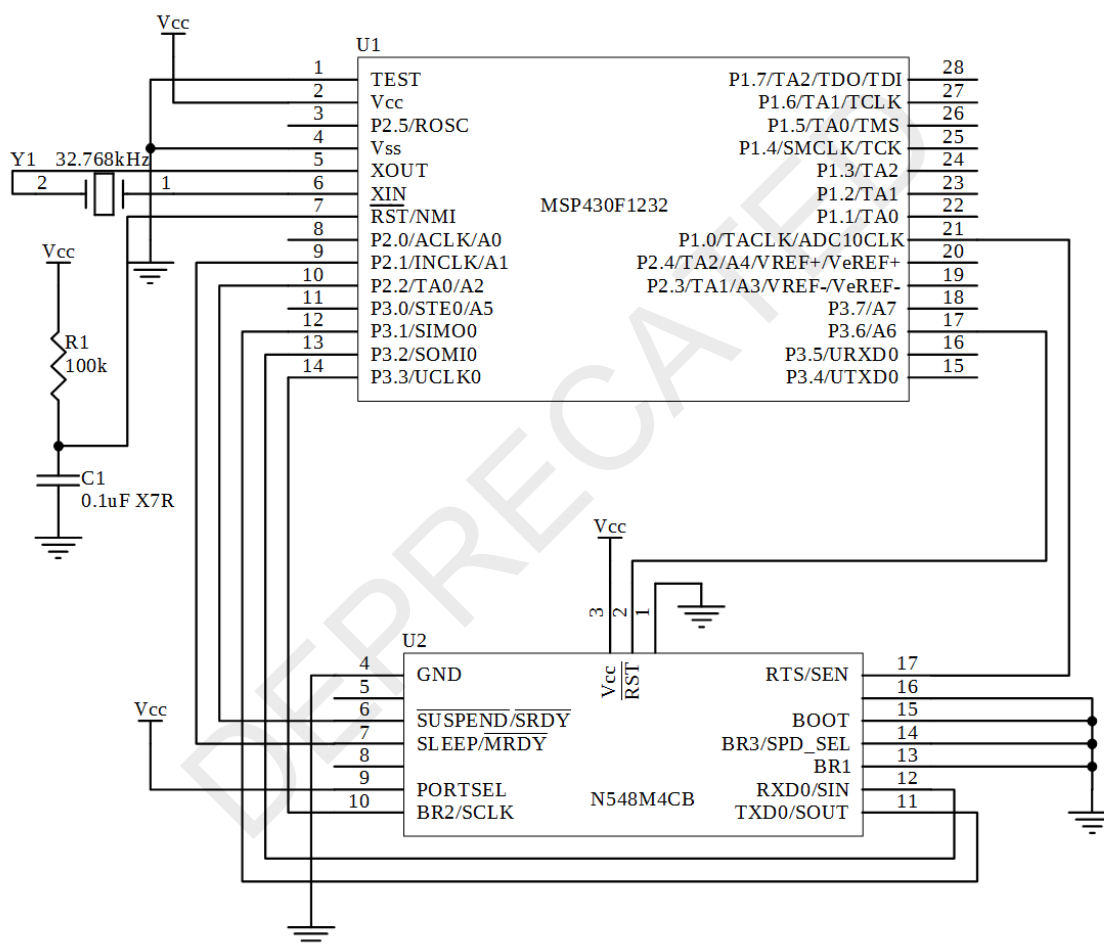 Vcc
U1
1 TEST P1.7/TA2/TDO/TDI 28
2 Vcc P1.6/TA1/TCLK 27
3 P2.5/ROSC P1.5/TA0/TMS 26
4 Vss P1.4/SMCLK/TCK 25
Y1 32.768kHz
5 XOUT P1.3/TA2 24
2 1
6 XIN P1.2/TA1 23
7 RST/NMI P1.1/TA0 22
MSP430F1232
8 P2.0/ACLK/A0 P1.0/TACLK/ADC10CLK 21
9 P2.1/INCLK/A1 P2.4/TA2/A4/VREF+/VeREF+ 20
10 P2.2/TA0/A2 P2.3/TA1/A3/VREF-/VeREF- 19
11 P3.0/STE0/A5 P3.7/A7 18
12 P3.1/SIMO0 P3.6/A6 17
13 P3.2/SOMI0 P3.5/URXD0 16
14 P3.3/UCLK0 P3.4/UTXD0 15
Vcc
R1
100k
C1
0.1uF X7R
DEPRECATED
Vcc
3 2 1
Vcc RST
U2
4 GND RTS/SEN 17
5 16
6 SUSPEND/SRDY BOOT 15
7 SLEEP/MRDY BR3/SPD_SEL 14
8 BR1 13
Vcc
9 PORTSEL RXD0/SIN 12
N548M4CB
10 BR2/SCLK TXD0/SOUT 11